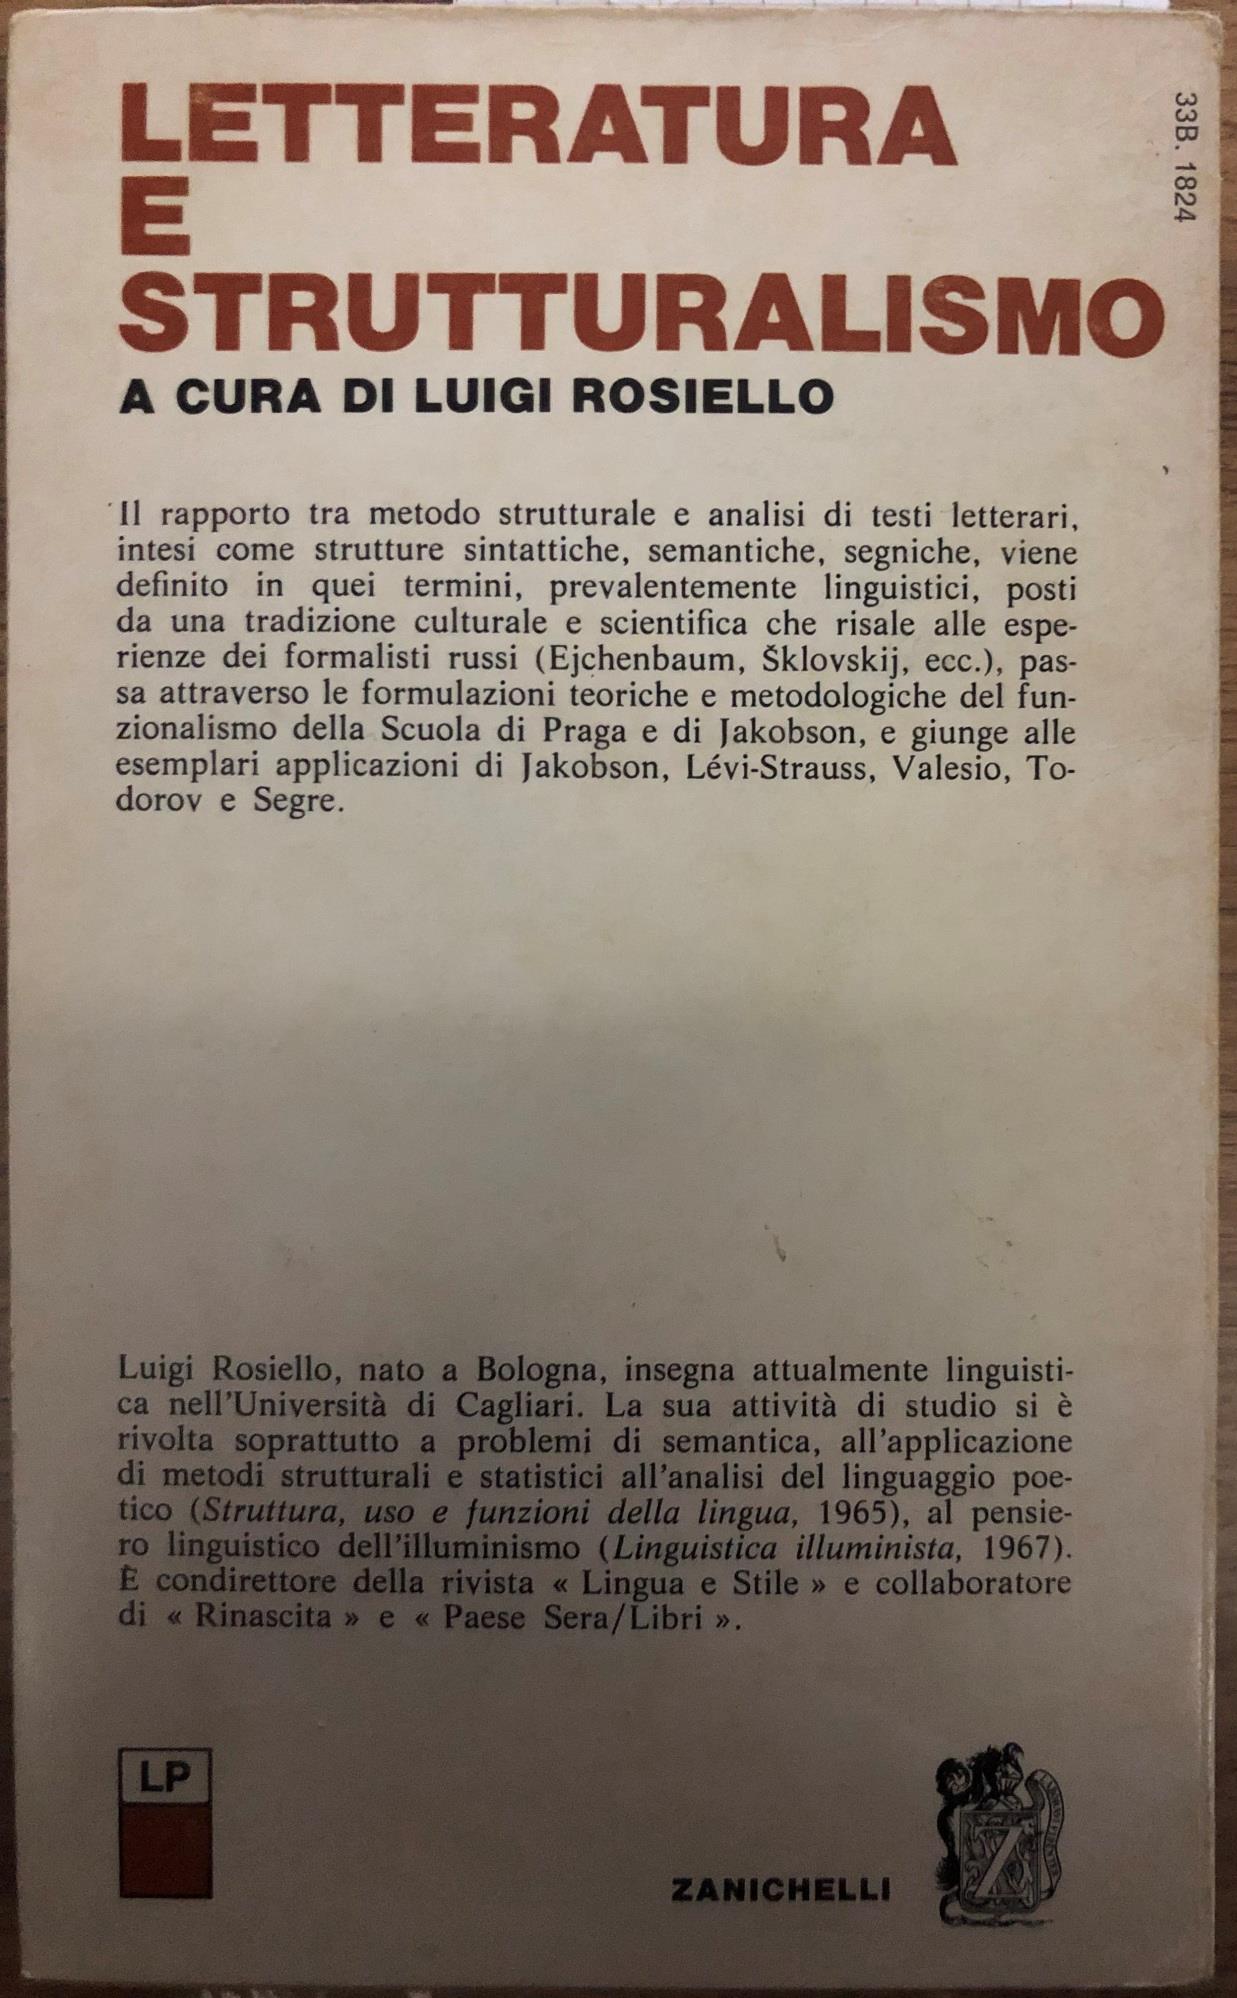 LETTERATURA
E
STRUTTURALISMO
A CURA DI LUIGI ROSIELLO
33B. 1824
Il rapporto tra metodo strutturale e analisi di testi letterari,
intesi come strutture sintattiche, semantiche, segniche, viene
definito in quei termini, prevalentemente linguistici, posti
da una tradizione culturale e scientifica che risale alle espe-
rienze dei formalisti russi (Ejchenbaum, Šklovskij, ecc.), pas-
sa attraverso le formulazioni teoriche e metodologiche del fun-
zionalismo della Scuola di Praga e di Jakobson, e giunge alle
esemplari applicazioni di Jakobson, Lévi-Strauss, Valesio, To-
dorov e Segre.
Luigi Rosiello, nato a Bologna, insegna attualmente linguisti-
ca nell'Università di Cagliari. La sua attività di studio si è
rivolta soprattutto a problemi di semantica, all'applicazione
di metodi strutturali e statistici all'analisi del linguaggio poe-
tico (Struttura, uso e funzioni della lingua, 1965), al pensie-
ro linguistico dell'illuminismo (Linguistica illuminista, 1967).
È condirettore della rivista « Lingua e Stile » e collaboratore
di « Rinascita » e « Paese Sera/Libri ».
LP
ZANICHELLI
Z